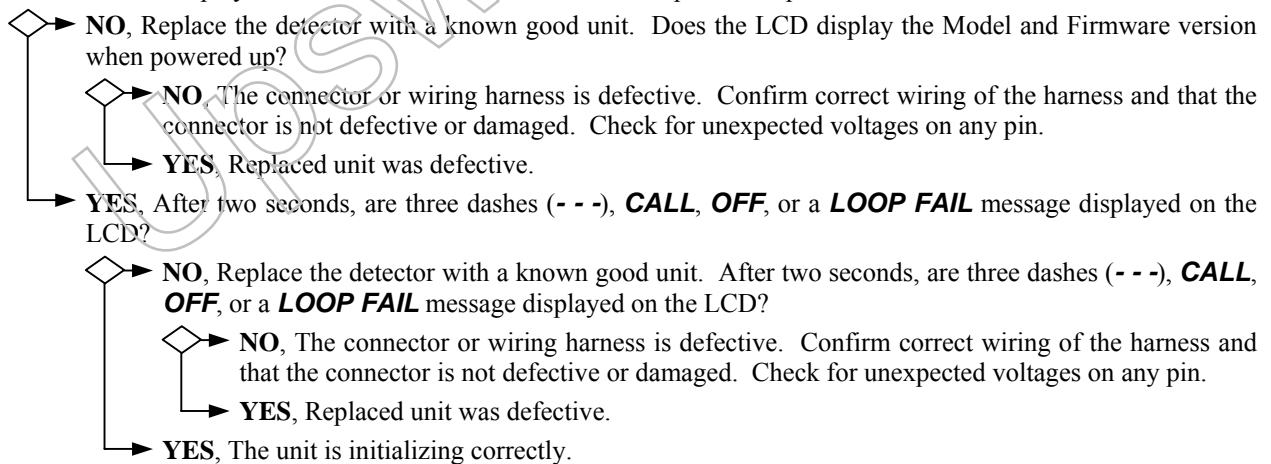 NO, Replace the detector with a known good unit. Does the LCD display the Model and Firmware version
when powered up?
NO, The connector or wiring harness is defective. Confirm correct wiring of the harness and that the
connector is not defective or damaged. Check for unexpected voltages on any pin.
YES, Replaced unit was defective.
YES, After two seconds, are three dashes (- - -), CALL, OFF, or a LOOP FAIL message displayed on the
LCD?
NO, Replace the detector with a known good unit. After two seconds, are three dashes (- - -), CALL,
OFF, or a LOOP FAIL message displayed on the LCD?
NO, The connector or wiring harness is defective. Confirm correct wiring of the harness and
that the connector is not defective or damaged. Check for unexpected voltages on any pin.
YES, Replaced unit was defective.
YES, The unit is initializing correctly.